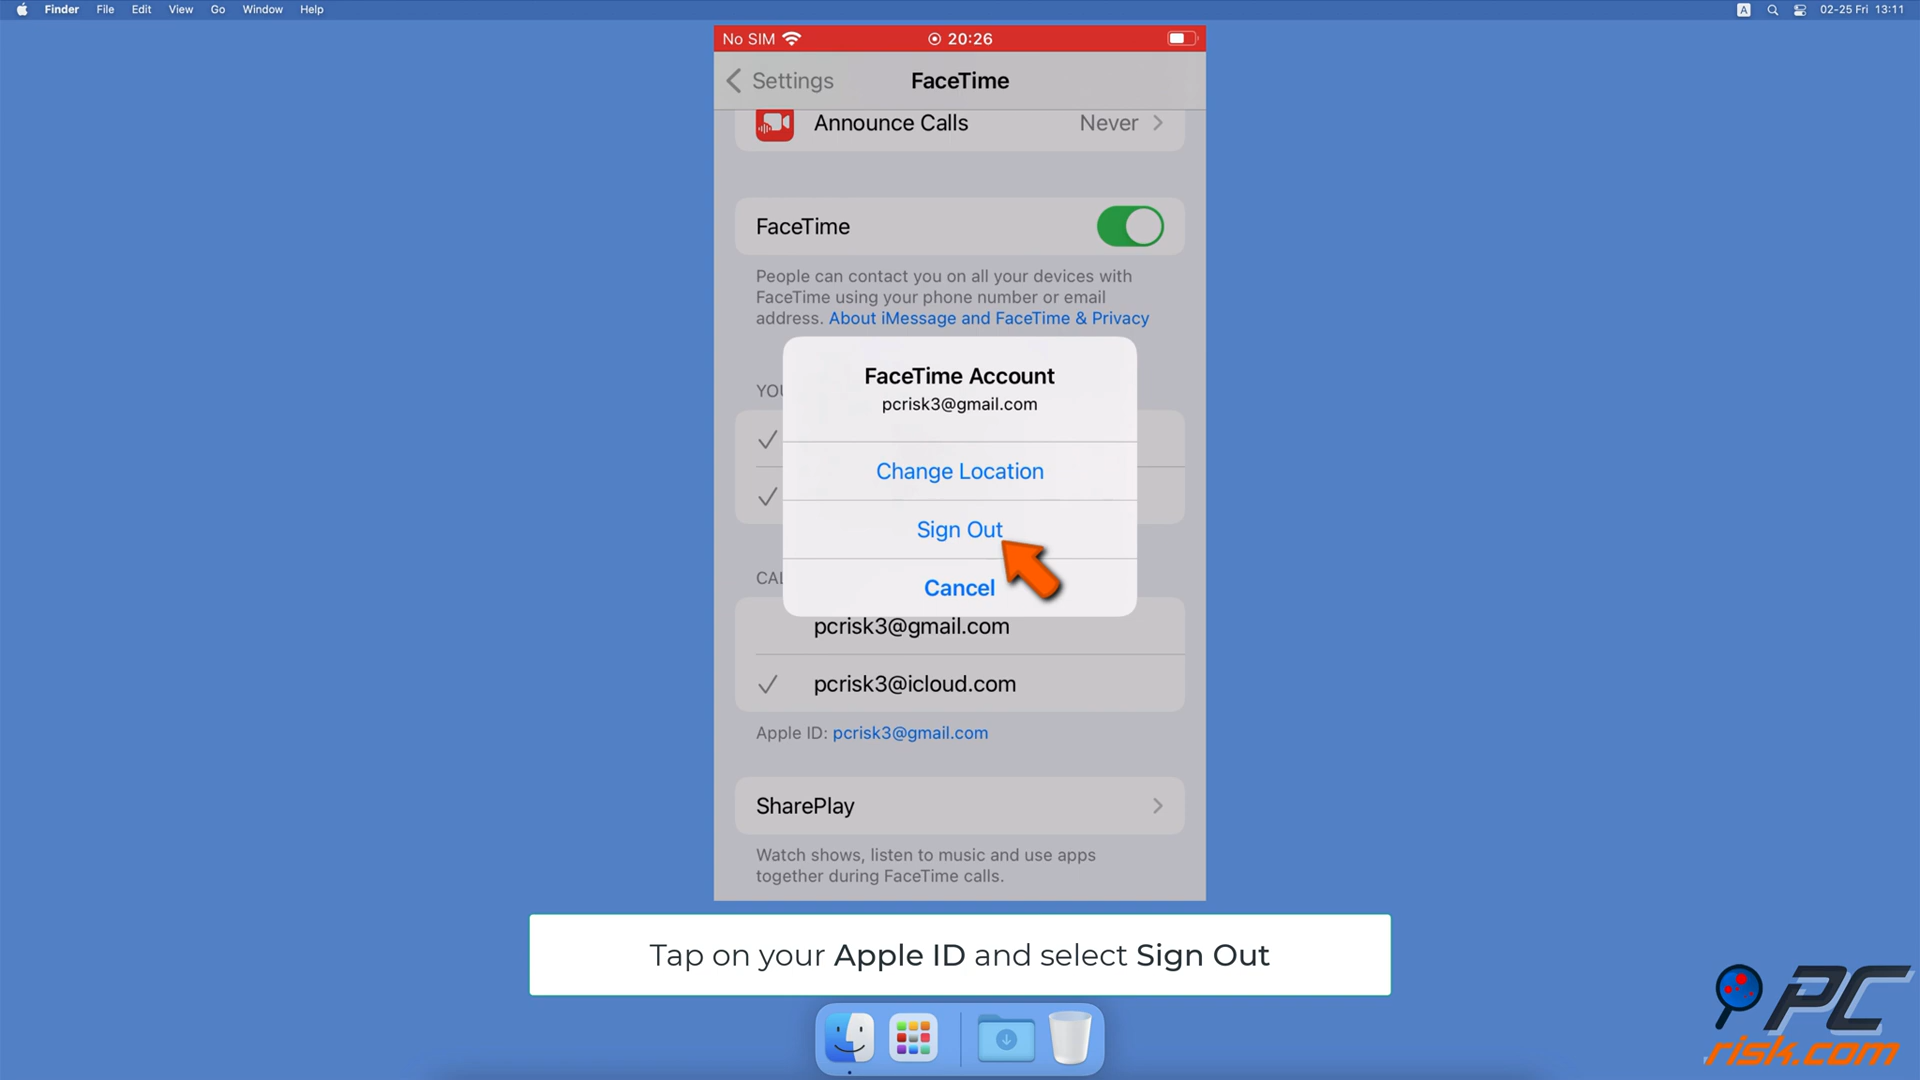 Finder File Edit View Go Window Help
A 02-25 Fri 13:11
No SIM 20:26
Settings FaceTime
Announce Calls Never
FaceTime
People can contact you on all your devices with
FaceTime using your phone number or email
address. About iMessage and FaceTime & Privacy
FaceTime Account
pcrisk3@gmail.com
YOU
Change Location
Sign Out
CAL
Cancel
pcrisk3@gmail.com
pcrisk3@icloud.com
Apple ID: pcrisk3@gmail.com
SharePlay
Watch shows, listen to music and use apps
together during FaceTime calls.
Tap on your Apple ID and select Sign Out
PC
risk.com